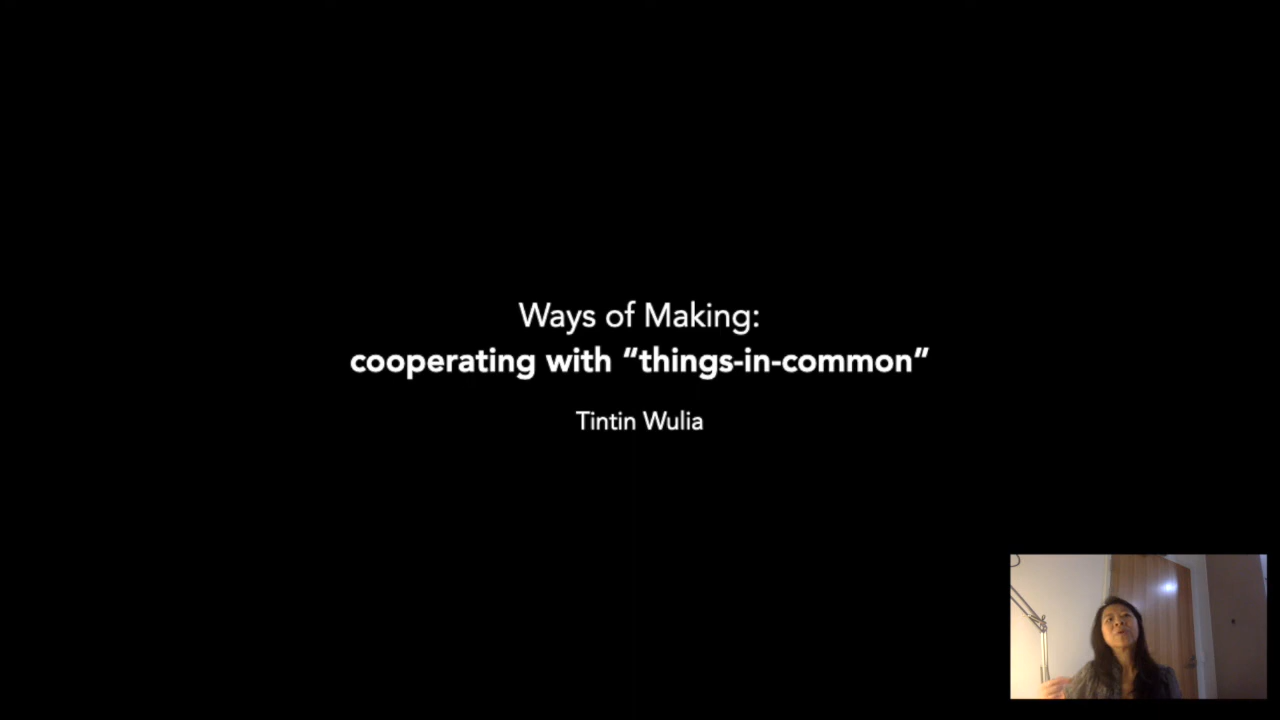 Ways of Making:
cooperating with “things-in-common”
Tintin Wulia